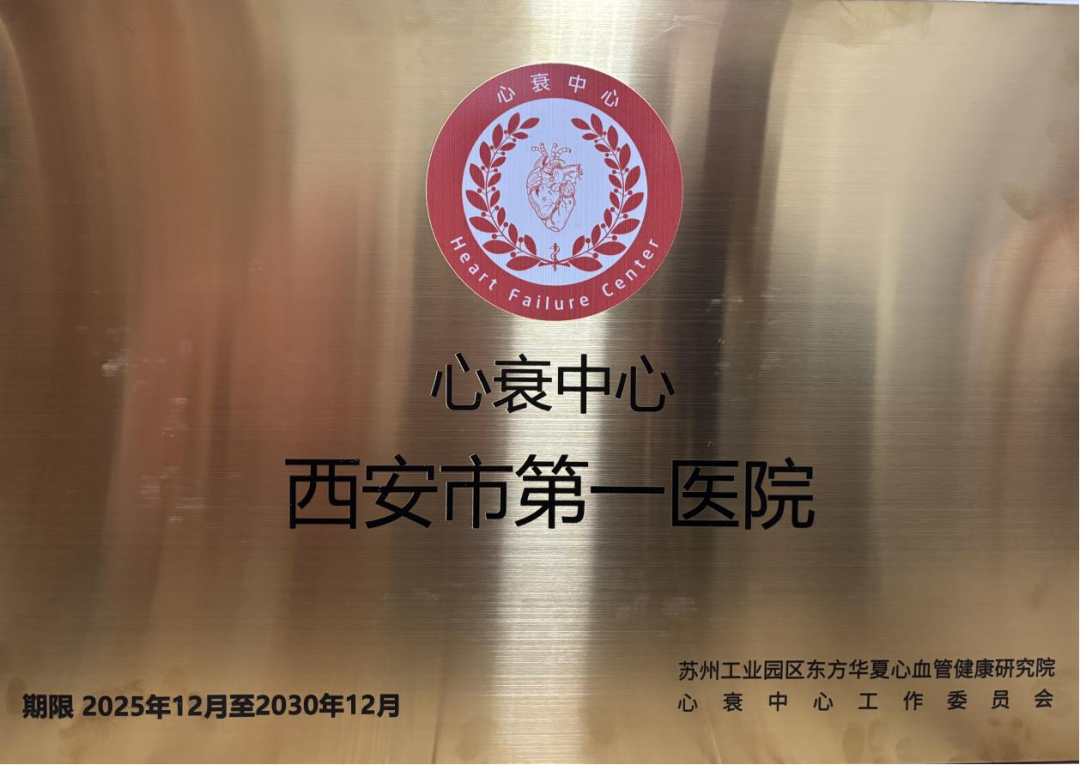 心衰中心
Heart Failure Center
心衰中心
西安市第一医院
期限 2025年12月至2030年12月
苏州工业园区东方华夏心血管健康研究院
心衰中心工作委员会